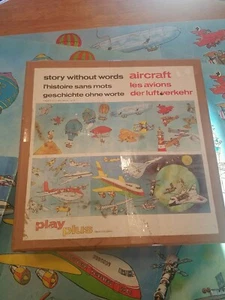 story without words
aircraft
l'histoire sans mots
les avions
geschichte ohne worte
der luftverkehr
play
plus